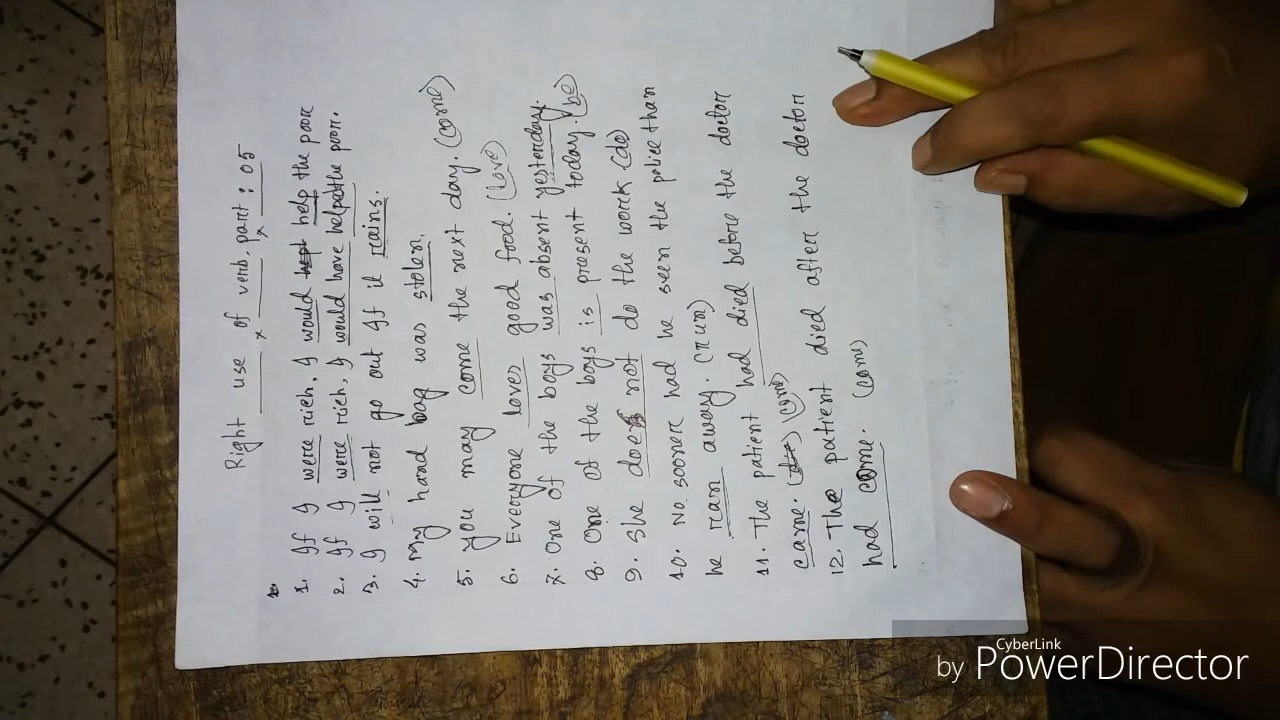 Right use of verb, part : 05
1. If I were rich, I would help the poor
2. If I were rich, I would have helped the poor.
3. I will not go out If it rains.
4. My hand bag was stolen.
5. you may come the next day. (come)
6. Everyone loves good food. (love)
7. One of the boys was absent yesterday.
8. One of the boys is present today. (be)
9. She does not do the work (do)
10. No sooner had he seen the police than
he ran away. (run)
11. The patient had died before the doctor
came. (come)
12. The patient died after the doctor
had come. (come)
CyberLink
by PowerDirector